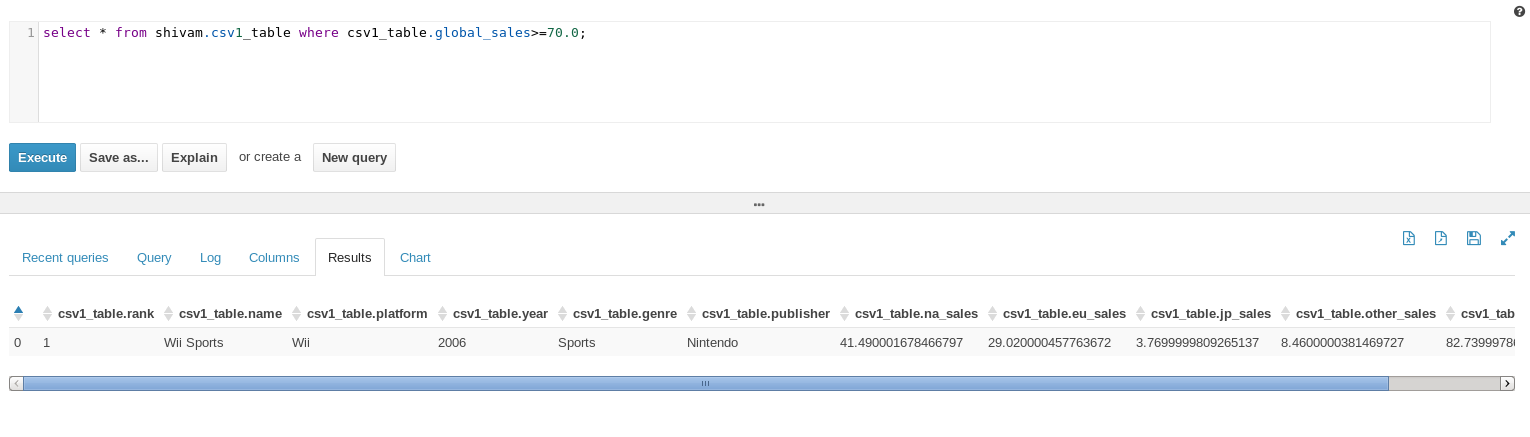 1 select * from shivam.csv1_table where csv1_table.global_sales>=70.0;
Execute Save as... Explain or create a New query
Recent queries Query Log Columns Results Chart
csv1_table.rank csv1_table.name csv1_table.platform csv1_table.year csv1_table.genre csv1_table.publisher csv1_table.na_sales csv1_table.eu_sales csv1_table.jp_sales csv1_table.other_sales csv1_tab
0 1 Wii Sports Wii 2006 Sports Nintendo 41.490001678466797 29.020000457763672 3.7699999809265137 8.4600000381469727 82.73999786